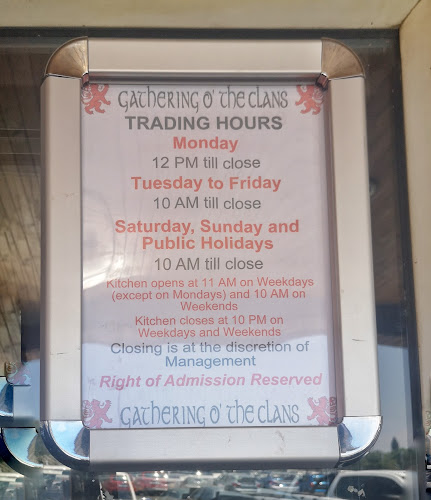 Gathering o' the clans
TRADING HOURS
Monday
12 PM till close
Tuesday to Friday
10 AM till close
Saturday, Sunday and
Public Holidays
10 AM till close
Kitchen opens at 11 AM on Weekdays
(except on Mondays) and 10 AM on
Weekends
Kitchen closes at 10 PM on
Weekdays and Weekends
Closing is at the discretion of
Management
Right of Admission Reserved
Gathering o' the clans